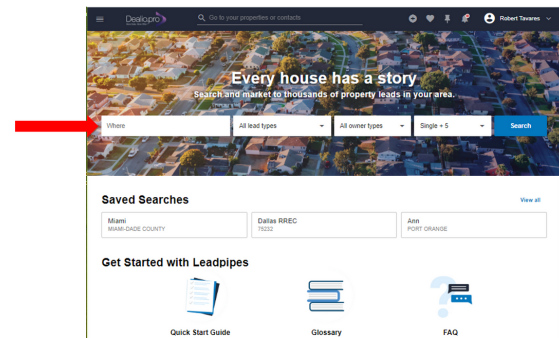 Dealio.pro
Go to your properties or contacts
Robert Tavares
Every house has a story
Search and market to thousands of property leads in your area.
Where
All lead types
All owner types
Single + 5
Search
Saved Searches
View all
Miami
MIAMI-DADE COUNTY
Dallas RREC
75232
Ann
PORT ORANGE
Get Started with Leadpipes
Quick Start Guide
Glossary
FAQ